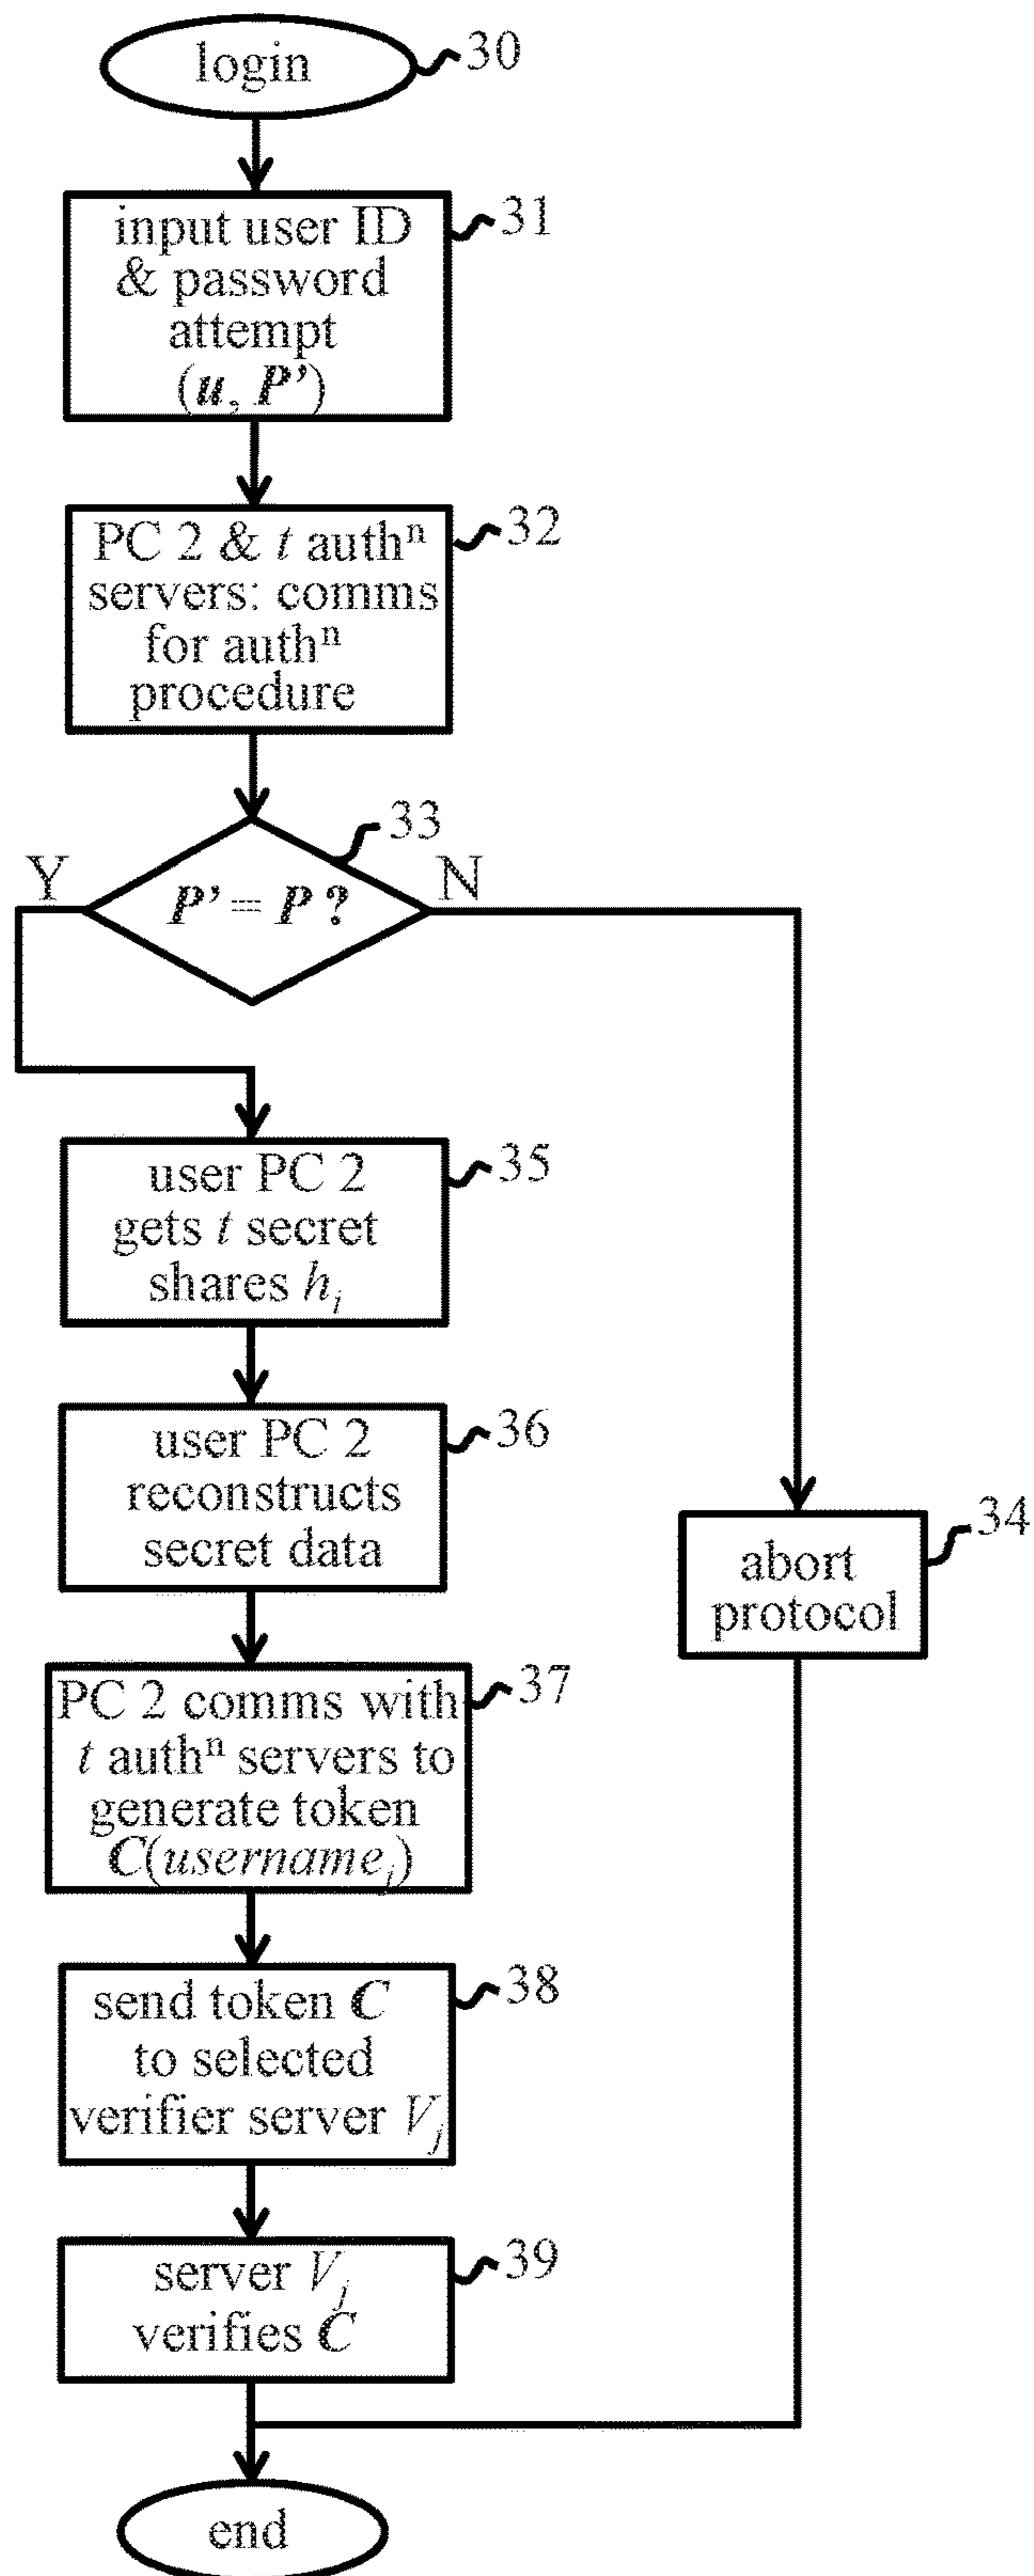 login
30
input user ID
31
& password
attempt
(u, P')
PC 2 & t authⁿ
32
servers: comms
for authⁿ
procedure
33
Y
N
P' = P ?
user PC 2
35
gets t secret
shares hᵢ
user PC 2
36
reconstructs
secret data
34
abort
protocol
PC 2 comms with
37
t authⁿ servers to
generate token
C(usernameⱼ)
send token C
38
to selected
verifier server Vⱼ
server Vⱼ
39
verifies C
end